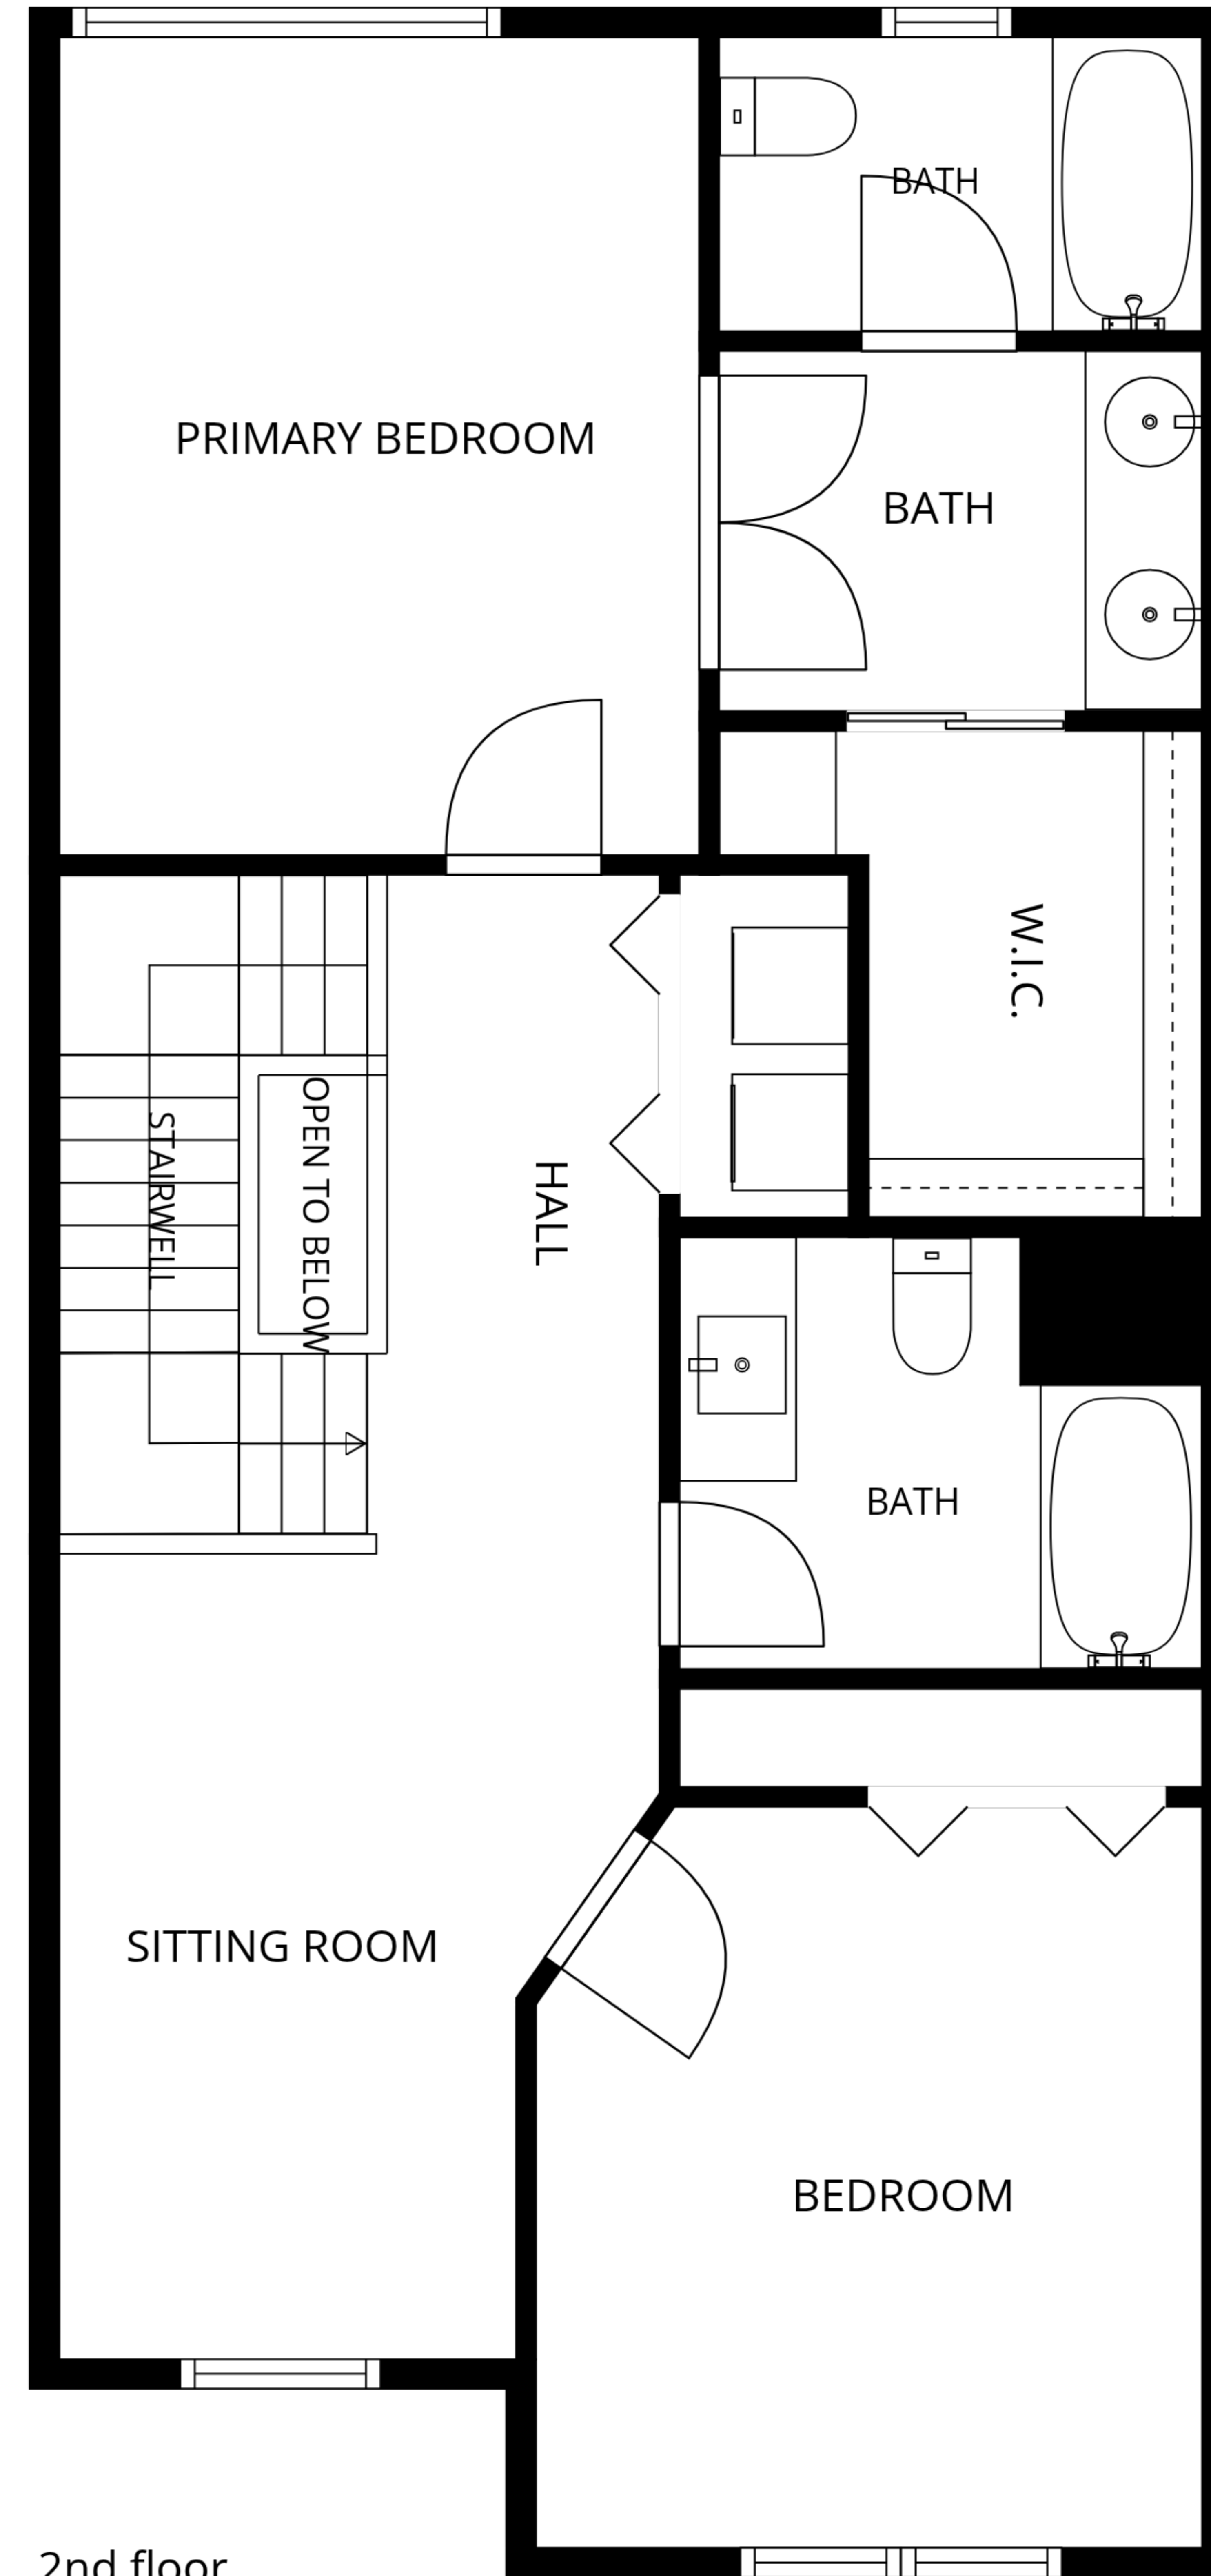 BATH
PRIMARY BEDROOM
BATH
W.I.C.
STAIRWELL
OPEN TO BELOW
HALL
BATH
SITTING ROOM
BEDROOM
2nd floor